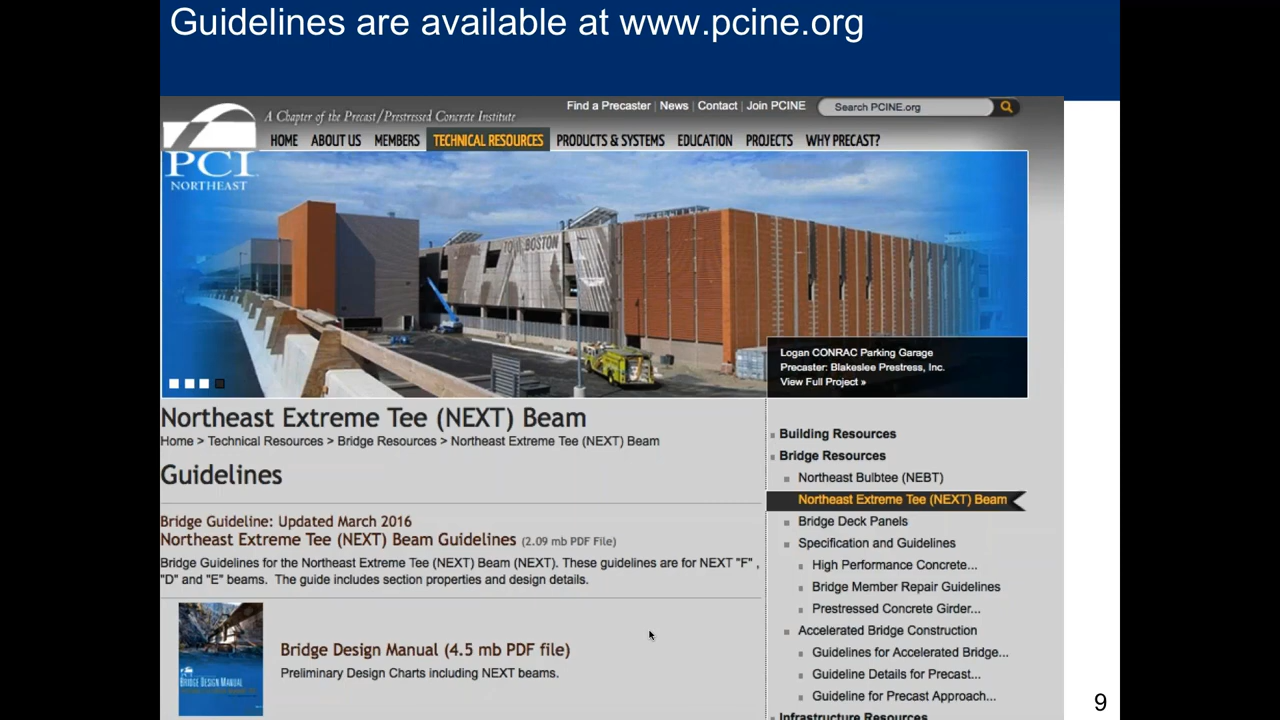 Guidelines are available at www.pcine.org
Find a Precaster | News | Contact | Join PCINE
Search PCINE.org
A Chapter of the Precast/Prestressed Concrete Institute
HOME ABOUT US MEMBERS TECHNICAL RESOURCES PRODUCTS & SYSTEMS EDUCATION PROJECTS WHY PRECAST?
PCI
NORTHEAST
BOSTON
Logan CONRAC Parking Garage
Precaster: Blakeslee Prestress, Inc.
View Full Project »
Northeast Extreme Tee (NEXT) Beam
Home > Technical Resources > Bridge Resources > Northeast Extreme Tee (NEXT) Beam
Guidelines
Bridge Guideline: Updated March 2016
Northeast Extreme Tee (NEXT) Beam Guidelines (2.09 mb PDF File)
Bridge Guidelines for the Northeast Extreme Tee (NEXT) Beam (NEXT). These guidelines are for NEXT "F" ,
"D" and "E" beams. The guide includes section properties and design details.
BRIDGE DESIGN MANUAL
Bridge Design Manual (4.5 mb PDF file)
Preliminary Design Charts including NEXT beams.
Building Resources
Bridge Resources
Northeast Bulbtee (NEBT)
Northeast Extreme Tee (NEXT) Beam
Bridge Deck Panels
Specification and Guidelines
High Performance Concrete...
Bridge Member Repair Guidelines
Prestressed Concrete Girder...
Accelerated Bridge Construction
Guidelines for Accelerated Bridge...
Guideline Details for Precast...
Guideline for Precast Approach...
Infrastructure Resources
9